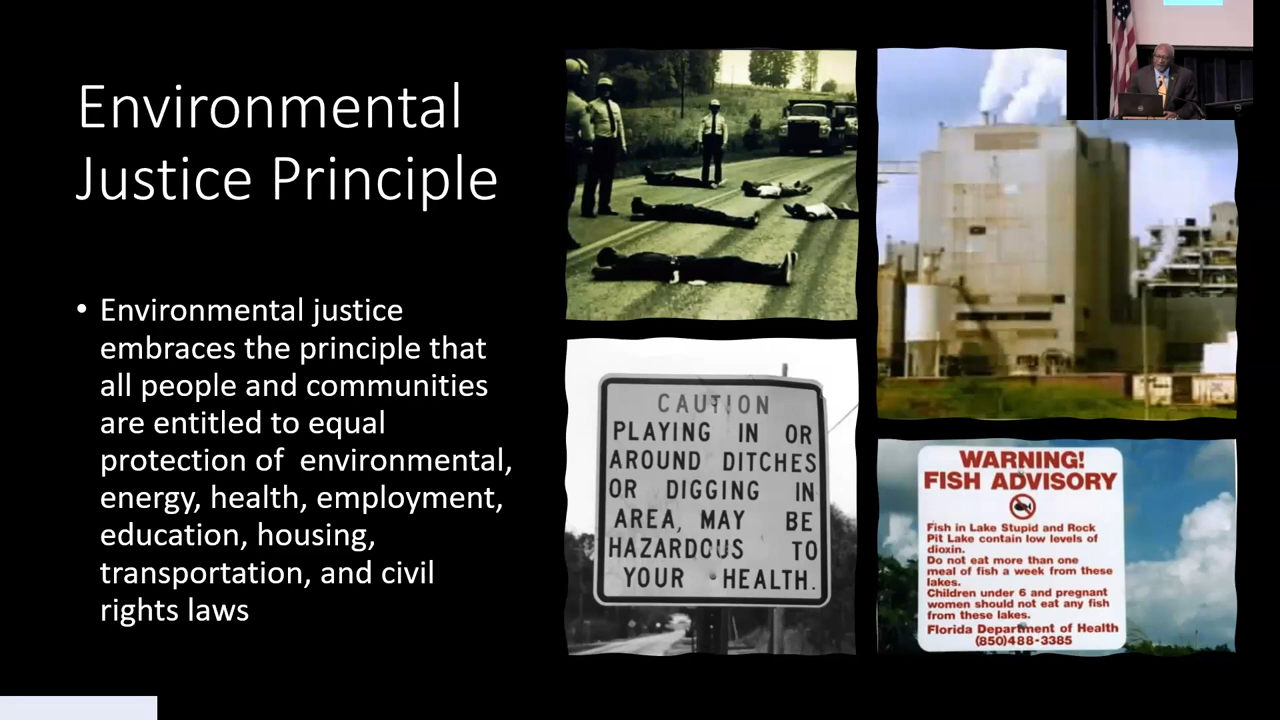 Environmental
Justice Principle
• Environmental justice
embraces the principle that
all people and communities
are entitled to equal
protection of  environmental,
energy, health, employment,
education, housing,
transportation, and civil
rights laws
CAUTION
PLAYING IN OR
AROUND DITCHES
OR DIGGING IN
AREA, MAY BE
HAZARDOUS TO
YOUR HEALTH.
WARNING!
FISH ADVISORY
Fish in Lake Stupid and Rock
Pit Lake contain low levels of
dioxin.
Do not eat more than one
meal of fish a week from these
lakes.
Children under 6 and pregnant
women should not eat any fish
from these lakes.
Florida Department of Health
(850)488-3385